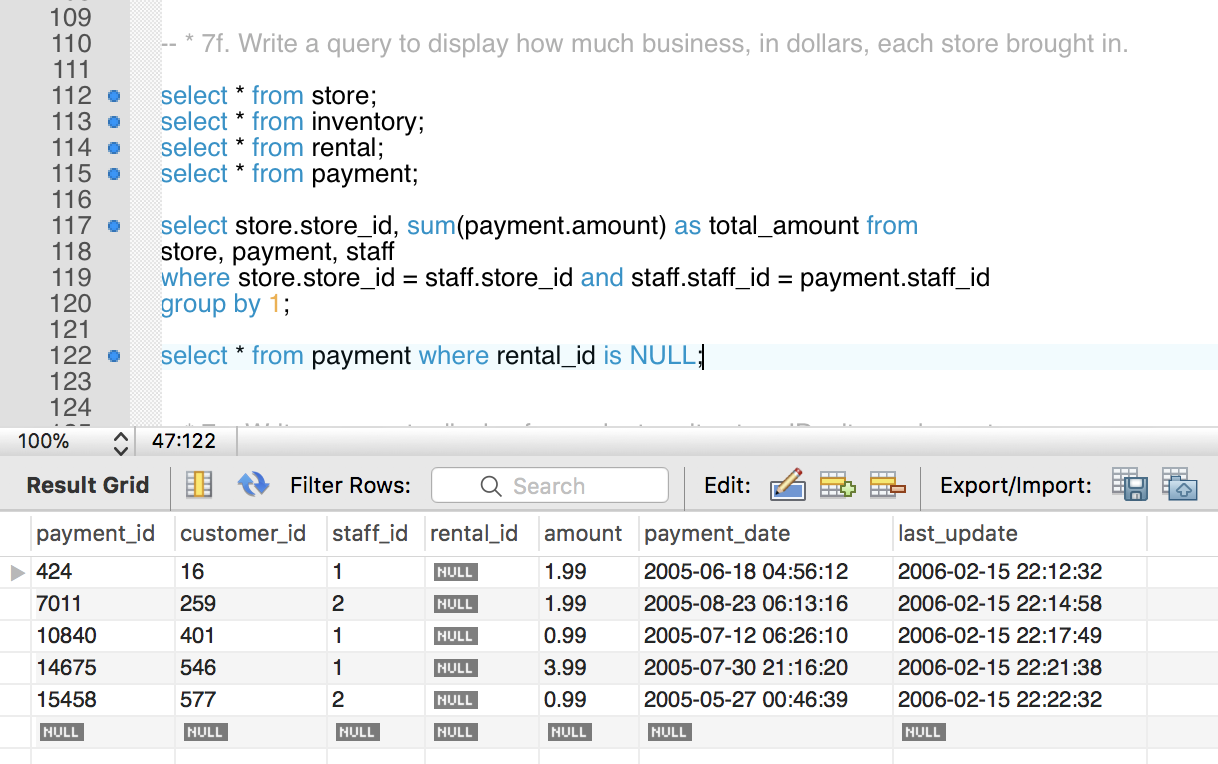 109
110 -- * 7f. Write a query to display how much business, in dollars, each store brought in.
111
112 select * from store;
113 select * from inventory;
114 select * from rental;
115 select * from payment;
116
117 select store.store_id, sum(payment.amount) as total_amount from
118 store, payment, staff
119 where store.store_id = staff.store_id and staff.staff_id = payment.staff_id
120 group by 1;
121
122 select * from payment where rental_id is NULL;
123
124
100% 47:122
Result Grid Filter Rows: Search Edit: Export/Import:
payment_id customer_id staff_id rental_id amount payment_date last_update
424 16 1 NULL 1.99 2005-06-18 04:56:12 2006-02-15 22:12:32
7011 259 2 NULL 1.99 2005-08-23 06:13:16 2006-02-15 22:14:58
10840 401 1 NULL 0.99 2005-07-12 06:26:10 2006-02-15 22:17:49
14675 546 1 NULL 3.99 2005-07-30 21:16:20 2006-02-15 22:21:38
15458 577 2 NULL 0.99 2005-05-27 00:46:39 2006-02-15 22:22:32
NULL NULL NULL NULL NULL NULL NULL